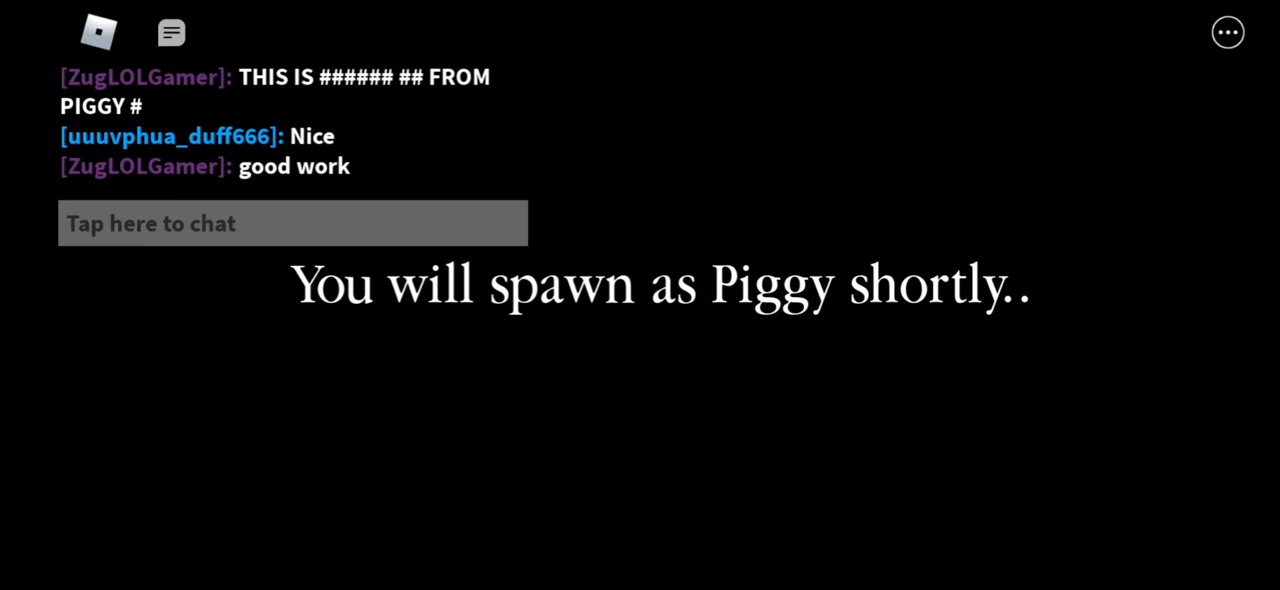 [ZugLOLGamer]: THIS IS ###### ## FROM
PIGGY #
[uuuvphua_duff666]: Nice
[ZugLOLGamer]: good work
Tap here to chat
You will spawn as Piggy shortly..